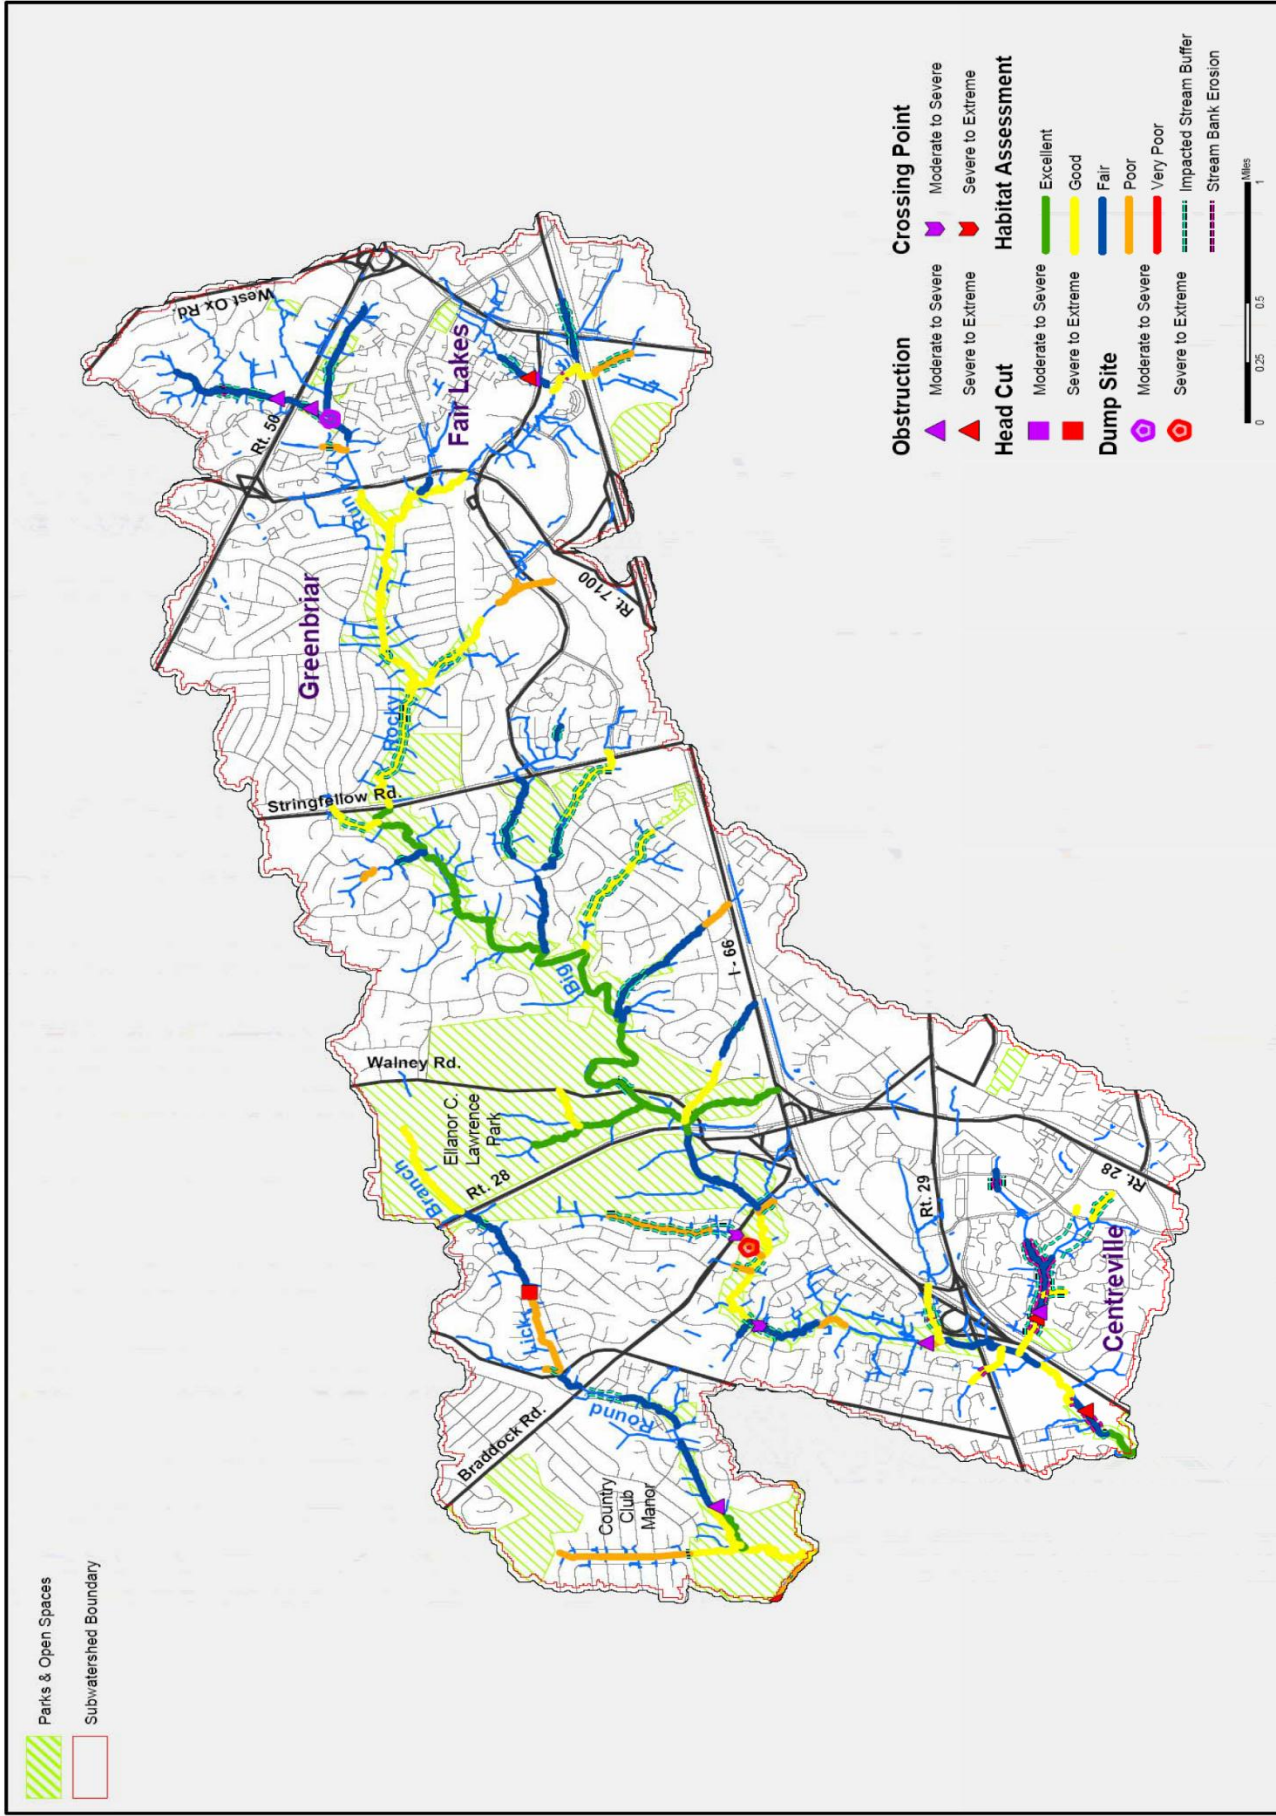 Parks & Open Spaces
Subwatershed Boundary
West Ox Rd
Rt. 50
Fair Lakes
Run
Greenbriar
Rt. 7100
Rocky
Stringfellow Rd.
(Big
I - 66
Walney Rd.
Ellanor C.
Lawrence
Park
Rt. 28
Branch
Lick
Round
Braddock Rd.
Country
Club
Manor
Rt. 29
Rt. 28
Centreville
Obstruction
Moderate to Severe
Severe to Extreme
Head Cut
Moderate to Severe
Severe to Extreme
Dump Site
Moderate to Severe
Severe to Extreme
Crossing Point
Moderate to Severe
Severe to Extreme
Habitat Assessment
Excellent
Good
Fair
Poor
Very Poor
Impacted Stream Buffer
Stream Bank Erosion
0 0.25 0.5 1
Miles